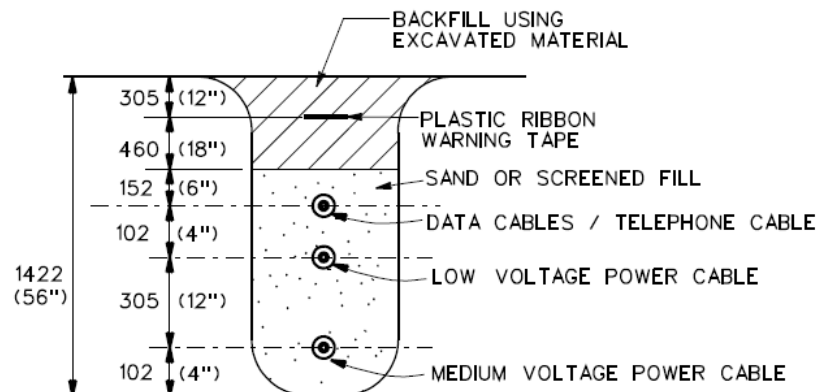 BACKFILL USING
EXCAVATED MATERIAL
305 (12")
PLASTIC RIBBON
WARNING TAPE
460 (18")
152 (6")
SAND OR SCREENED FILL
DATA CABLES / TELEPHONE CABLE
102 (4")
1422
(56")
LOW VOLTAGE POWER CABLE
305 (12")
102 (4")
MEDIUM VOLTAGE POWER CABLE